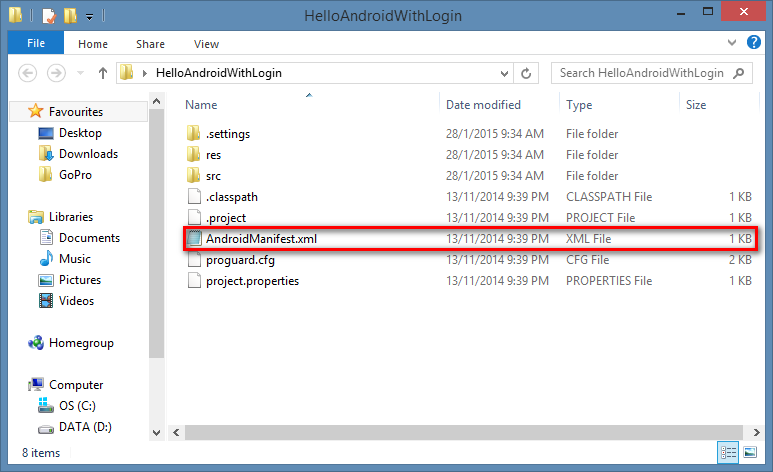 HelloAndroidWithLogin
File Home Share View
HelloAndroidWithLogin Search HelloAndroidWithLogin
Favourites
Desktop
Downloads
GoPro
Libraries
Documents
Music
Pictures
Videos
Homegroup
Computer
OS (C:)
DATA (D:)
Name Date modified Type Size
.settings 28/1/2015 9:34 AM File folder
res 28/1/2015 9:34 AM File folder
src 28/1/2015 9:34 AM File folder
.classpath 13/11/2014 9:39 PM CLASSPATH File 1 KB
.project 13/11/2014 9:39 PM PROJECT File 1 KB
AndroidManifest.xml 13/11/2014 9:39 PM XML File 1 KB
proguard.cfg 13/11/2014 9:39 PM CFG File 2 KB
project.properties 13/11/2014 9:39 PM PROPERTIES File 1 KB
8 items